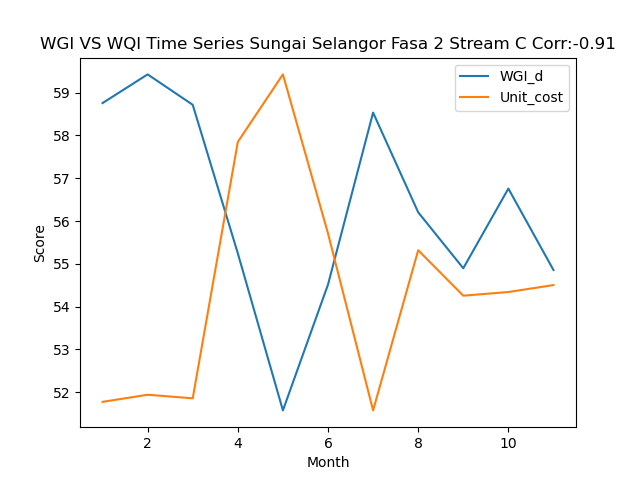 WGI VS WQI Time Series Sungai Selangor Fasa 2 Stream C Corr:-0.91
WGI_d
Unit_cost
59
58
57
56
55
54
53
52
Score
2 4 6 8 10
Month